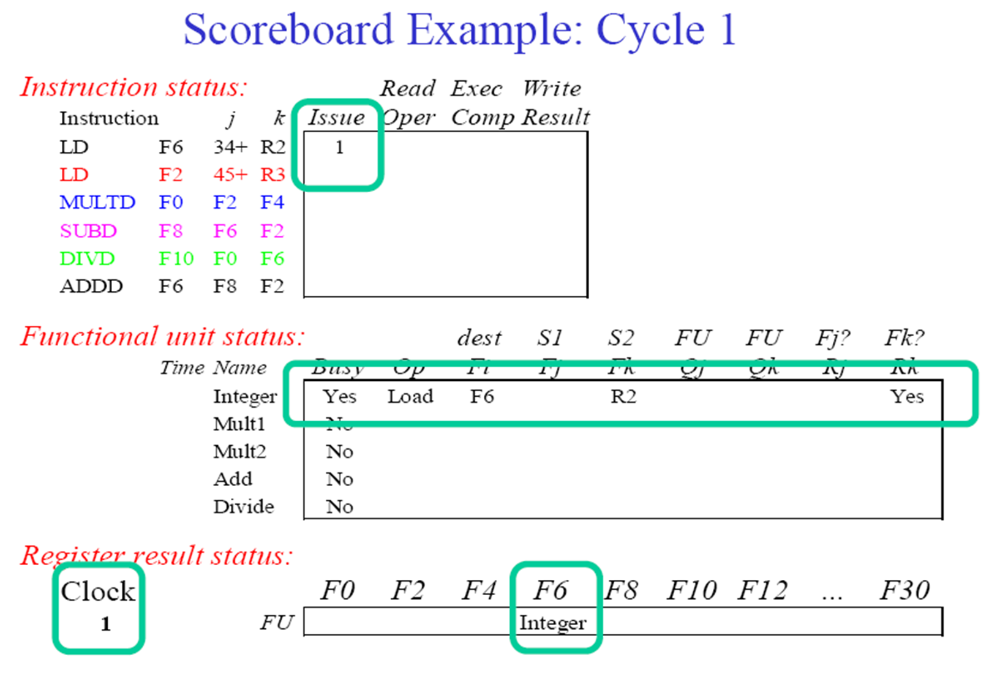 Scoreboard Example: Cycle 1
Instruction status: Read Exec Write
Instruction j k Issue Oper Comp Result
LD F6 34+ R2 1
LD F2 45+ R3
MULTD F0 F2 F4
SUBD F8 F6 F2
DIVD F10 F0 F6
ADDD F6 F8 F2
Functional unit status: dest S1 S2 FU FU Fj? Fk?
Time Name Busy Op Fi Fj Fk Qj Qk Rj Rk
Integer Yes Load F6 R2 Yes
Mult1 No
Mult2 No
Add No
Divide No
Register result status:
Clock F0 F2 F4 F6 F8 F10 F12 ... F30
1 FU Integer